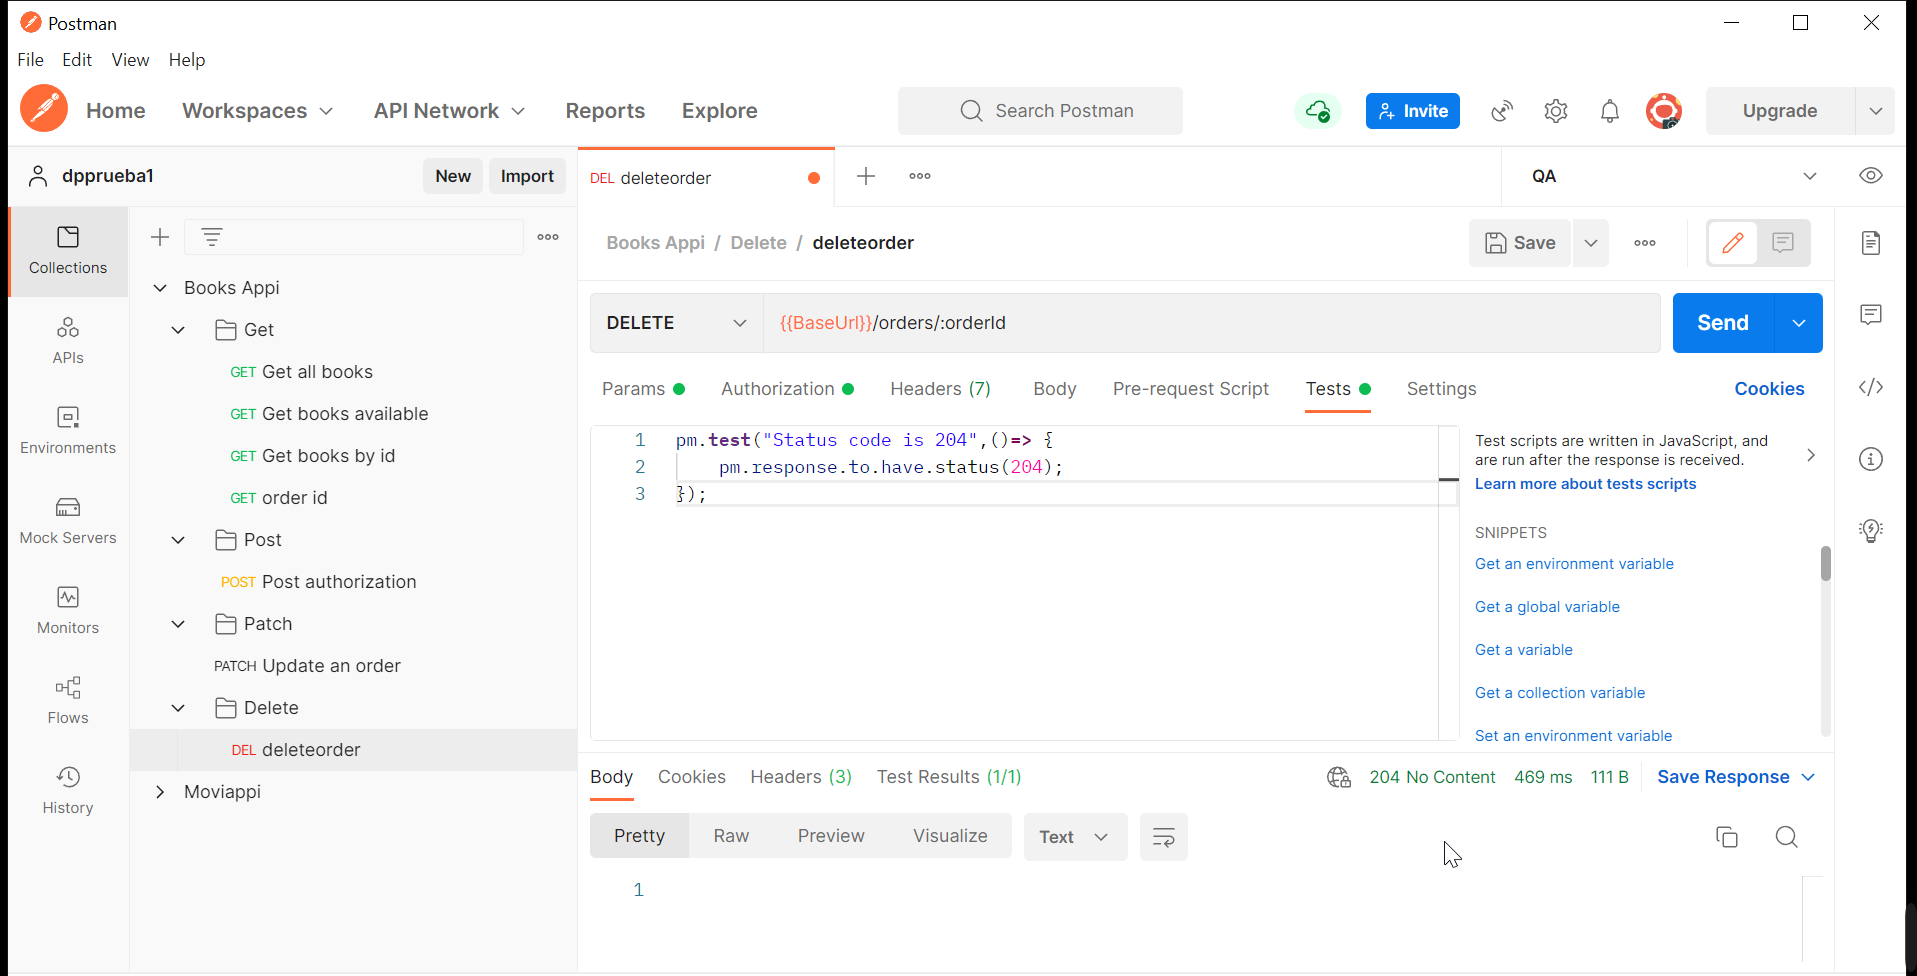 Postman
File Edit View Help
Home Workspaces API Network Reports Explore Search Postman Invite Upgrade
dpprueba1 New Import
DEL deleteorder
QA
Collections
APIs
Environments
Mock Servers
Monitors
Flows
History
Books Appi
Get
GET Get all books
GET Get books available
GET Get books by id
GET order id
Post
POST Post authorization
Patch
PATCH Update an order
Delete
DEL deleteorder
Moviappi
Books Appi / Delete / deleteorder
Save
DELETE {{BaseUrl}}/orders/:orderId Send
Params Authorization Headers (7) Body Pre-request Script Tests Settings Cookies
1 pm.test("Status code is 204",()=> {
2 pm.response.to.have.status(204);
3 });
Test scripts are written in JavaScript, and
are run after the response is received.
Learn more about tests scripts
SNIPPETS
Get an environment variable
Get a global variable
Get a variable
Get a collection variable
Set an environment variable
Body Cookies Headers (3) Test Results (1/1) 204 No Content 469 ms 111 B Save Response
Pretty Raw Preview Visualize Text
1